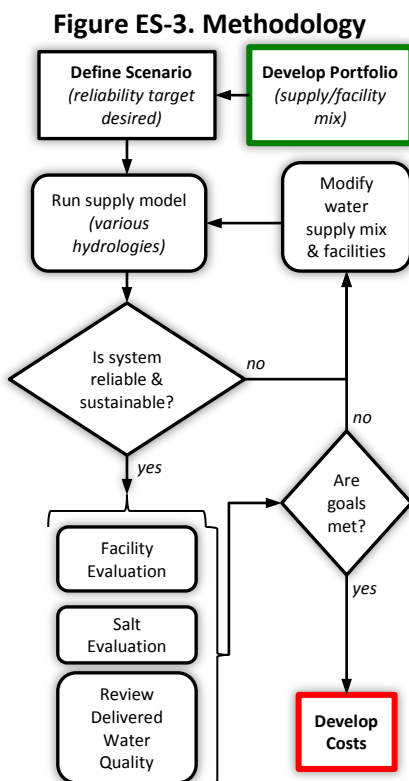 Figure ES-3. Methodology
Define Scenario
(reliability target
desired)
Develop Portfolio
(supply/facility
mix)
Run supply model
(various
hydrologies)
Modify
water
supply mix
& facilities
Is system
reliable &
sustainable?
no
yes
no
Are
goals
met?
yes
Facility
Evaluation
Salt
Evaluation
Review
Delivered
Water
Quality
Develop
Costs